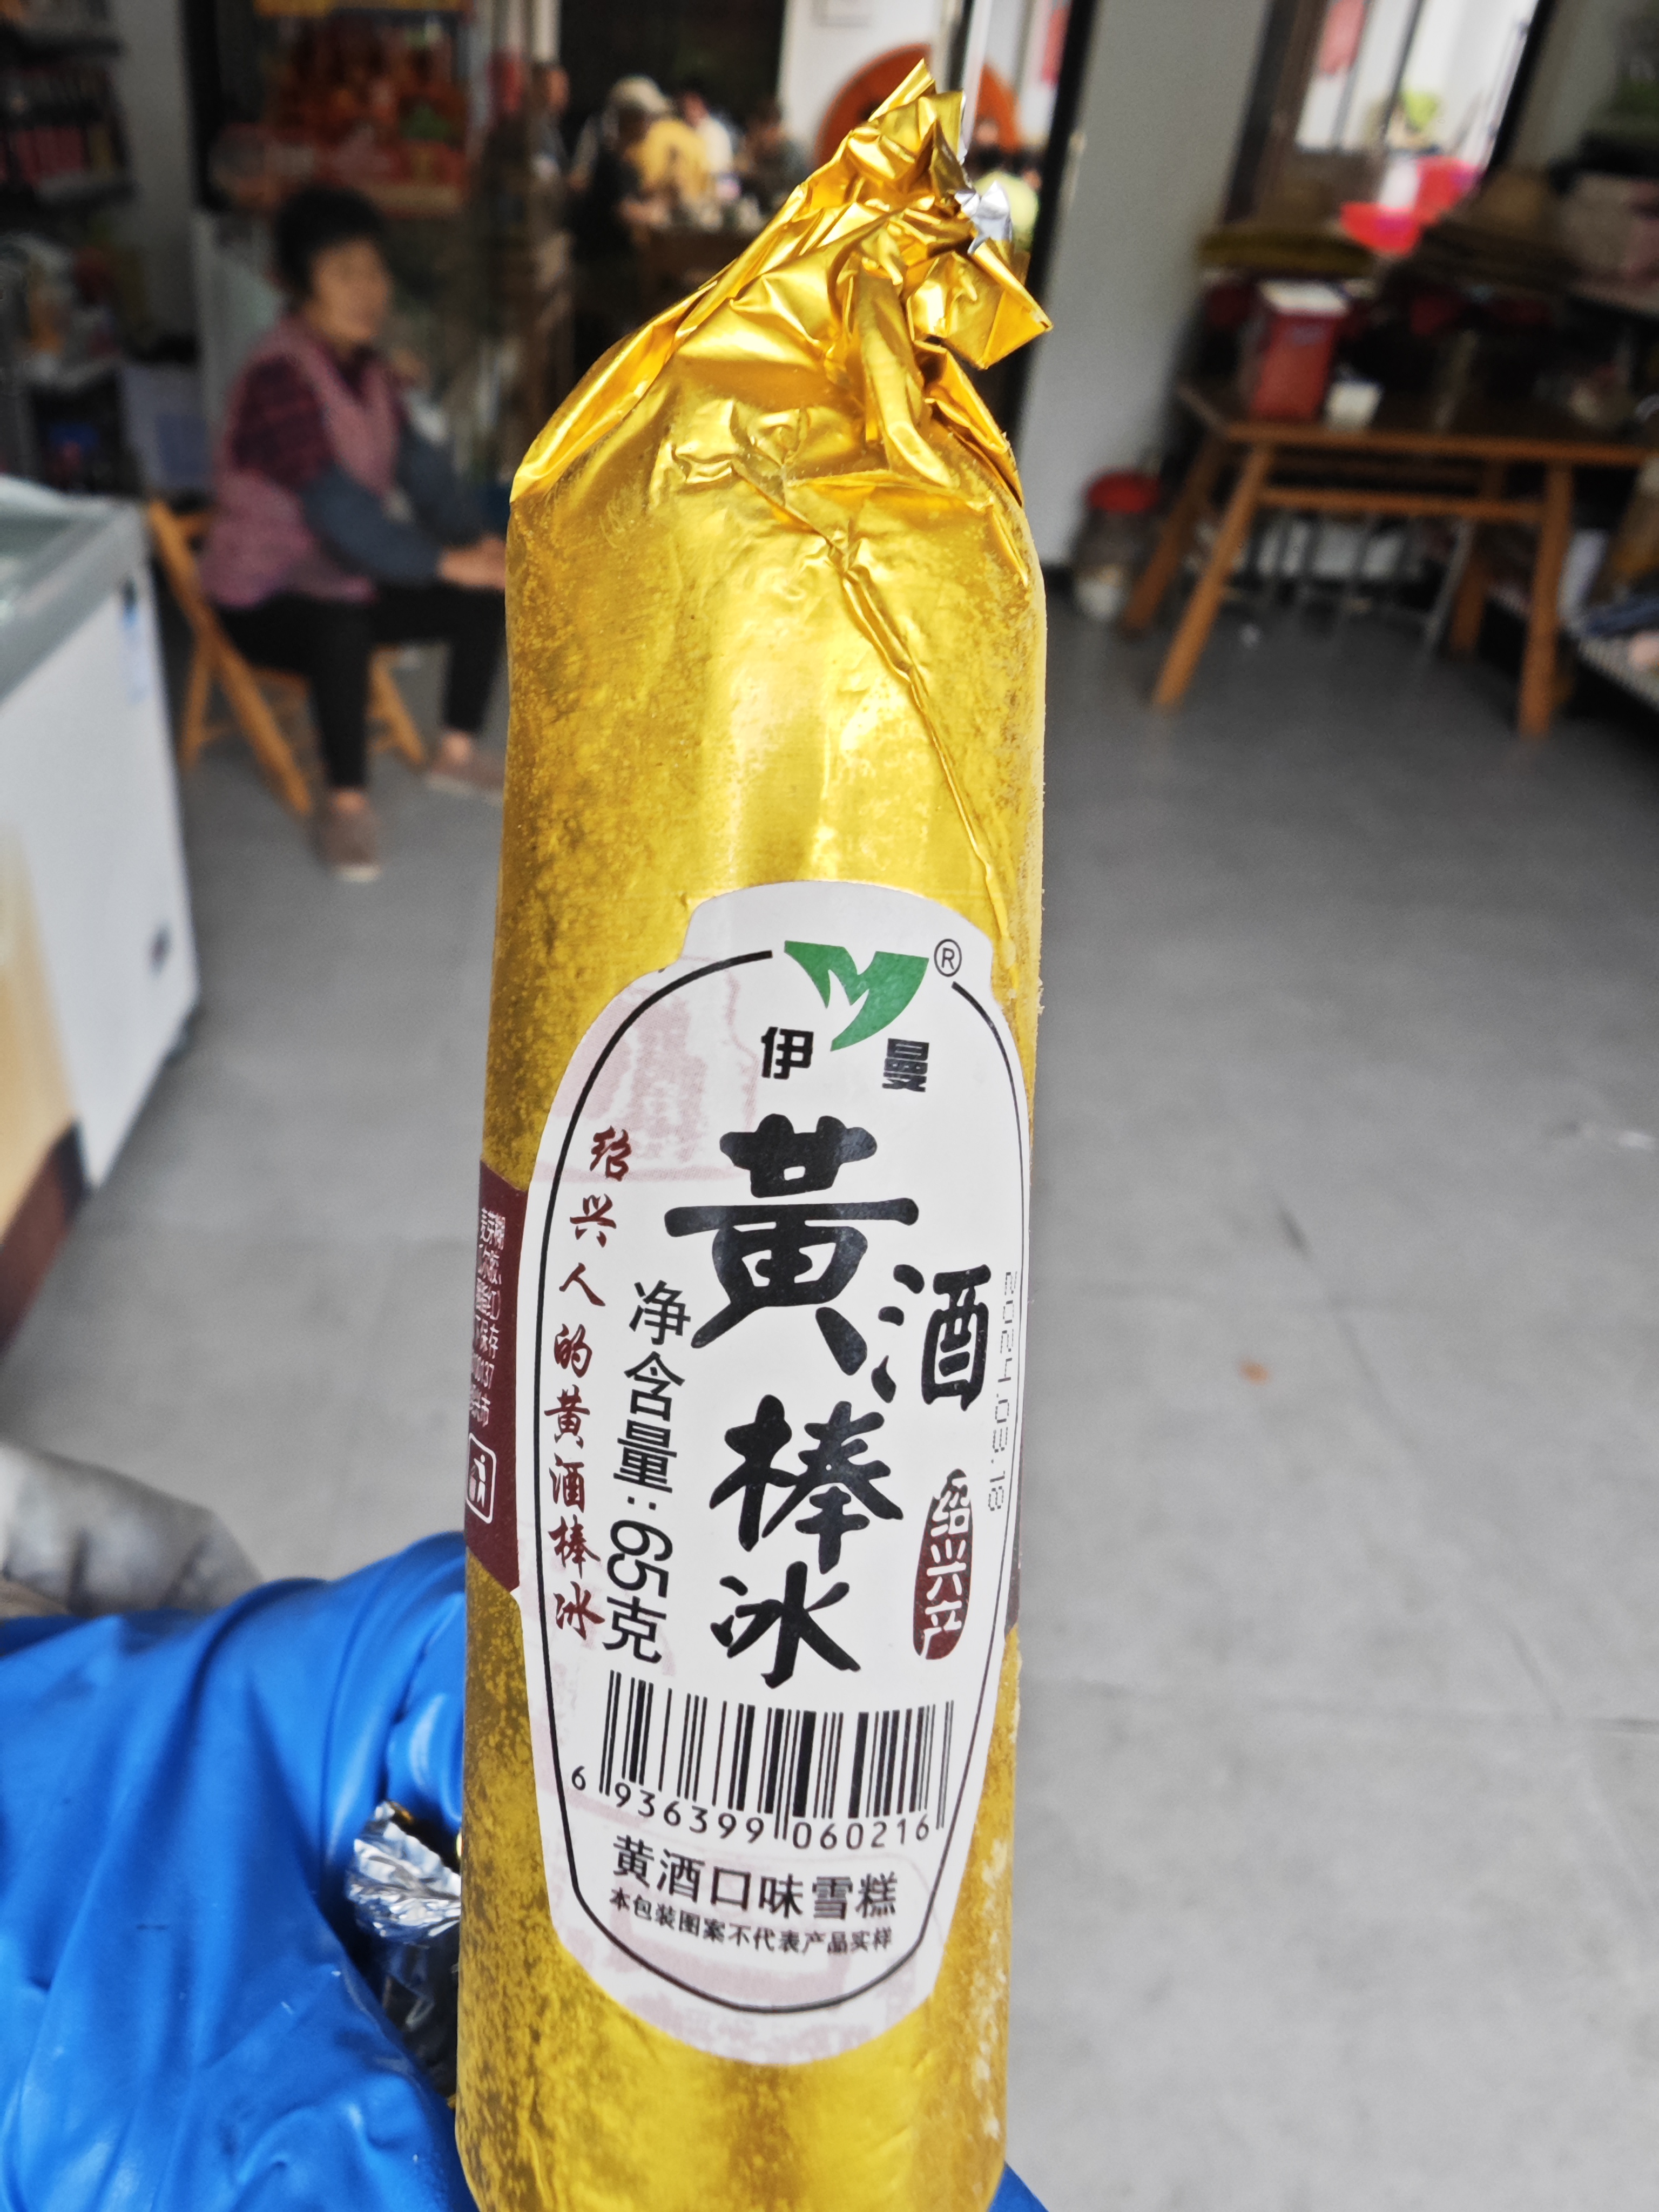 ®
伊曼
黄酒棒冰
绍兴人的黄酒棒冰
净含量:65克
2024.03.18
绍兴产
6 936399 060216
黄酒口味雪糕
本包装图案不代表产品实样